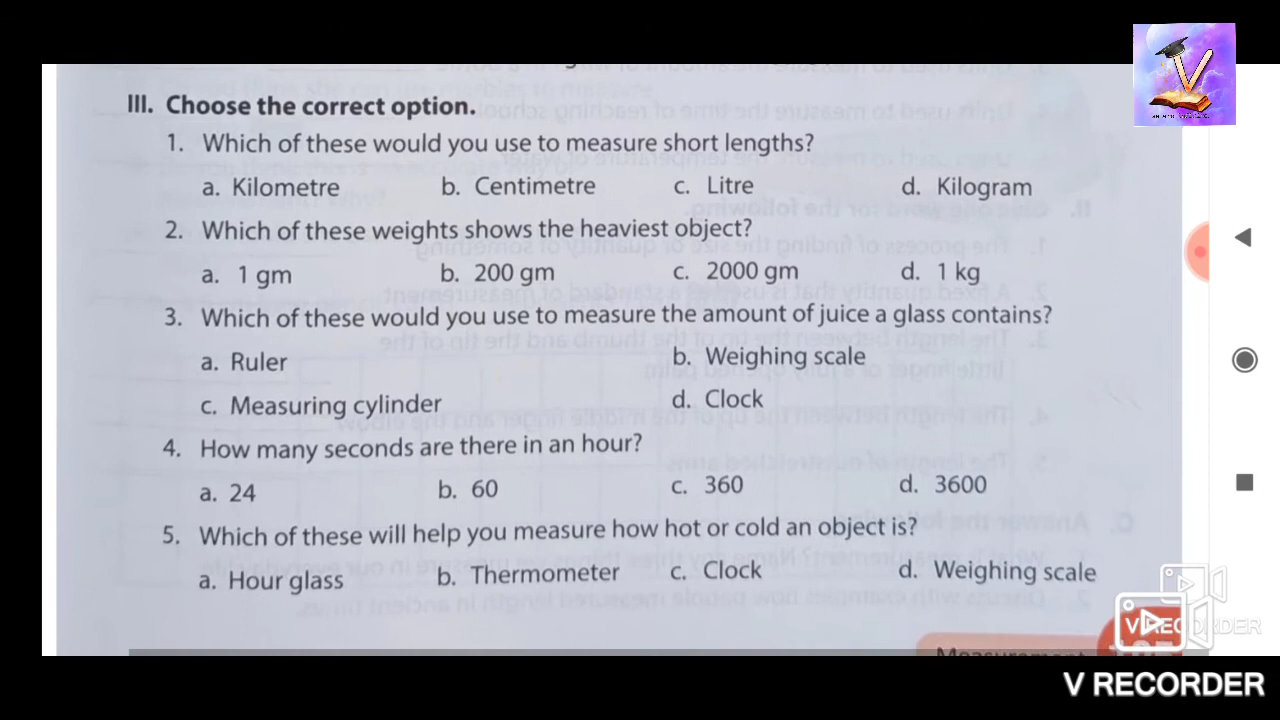 III. Choose the correct option.
1. Which of these would you use to measure short lengths?
a. Kilometre b. Centimetre c. Litre d. Kilogram
2. Which of these weights shows the heaviest object?
a. 1 gm b. 200 gm c. 2000 gm d. 1 kg
3. Which of these would you use to measure the amount of juice a glass contains?
a. Ruler b. Weighing scale
c. Measuring cylinder d. Clock
4. How many seconds are there in an hour?
a. 24 b. 60 c. 360 d. 3600
5. Which of these will help you measure how hot or cold an object is?
a. Hour glass b. Thermometer c. Clock d. Weighing scale
Measurement
V RECORDER